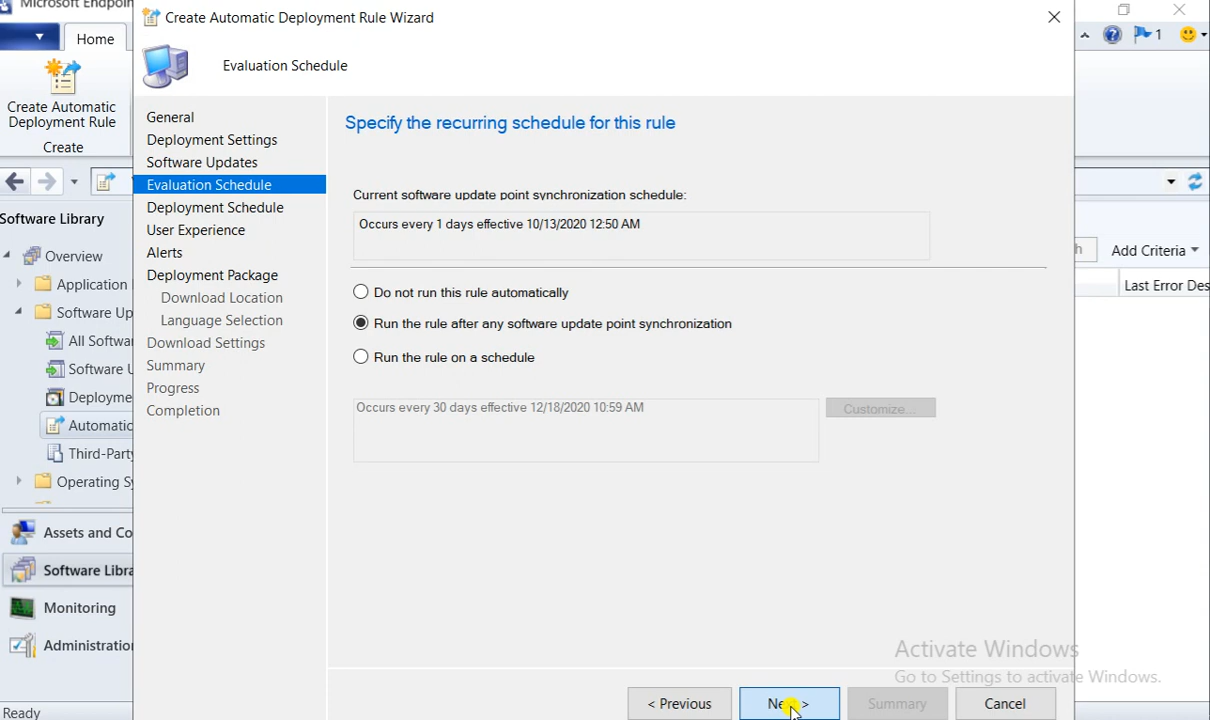 Microsoft Endpoin
Create Automatic Deployment Rule Wizard
Home
1
Evaluation Schedule
Create Automatic
Deployment Rule
Create
General
Deployment Settings
Software Updates
Evaluation Schedule
Deployment Schedule
User Experience
Alerts
Deployment Package
Download Location
Language Selection
Download Settings
Summary
Progress
Completion
Specify the recurring schedule for this rule
Current software update point synchronization schedule:
Occurs every 1 days effective 10/13/2020 12:50 AM
Do not run this rule automatically
Run the rule after any software update point synchronization
Run the rule on a schedule
Occurs every 30 days effective 12/18/2020 10:59 AM
Customize...
Software Library
Overview
Application
Software Up
All Softwa
Software U
Deployme
Automatic
Third-Party
Operating Sy
Assets and Co
Software Libra
Monitoring
Administration
h
Add Criteria
Last Error Des
Activate Windows
Go to Settings to activate Windows.
< Previous
Next >
Summary
Cancel
Ready